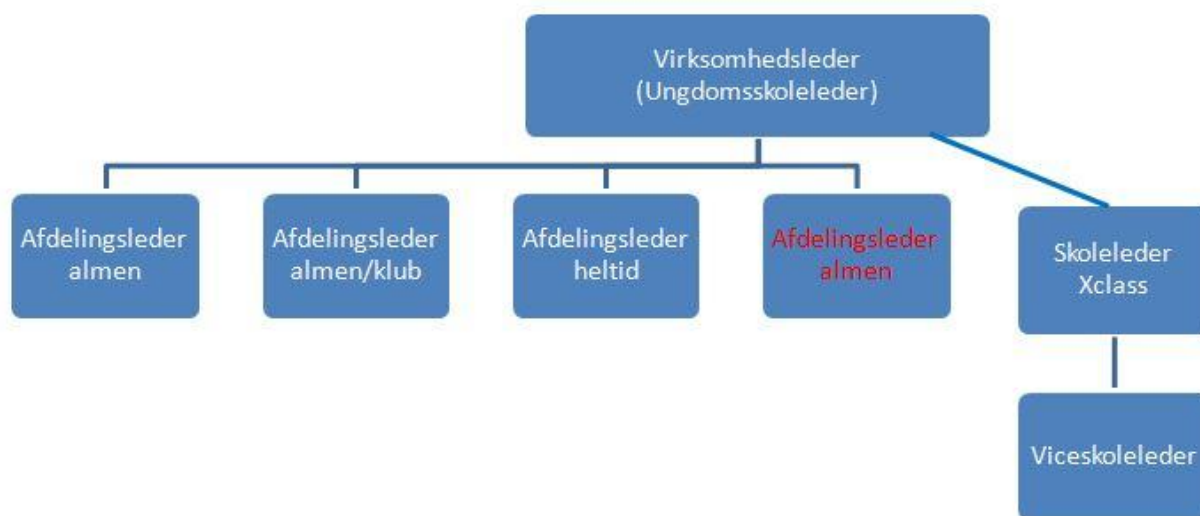 Virksomhedsleder
(Ungdomsskoleleder)
Afdelingsleder
almen
Afdelingsleder
almen/klub
Afdelingsleder
heltid
Afdelingsleder
almen
Skoleleder
Xclass
Viceskoleleder